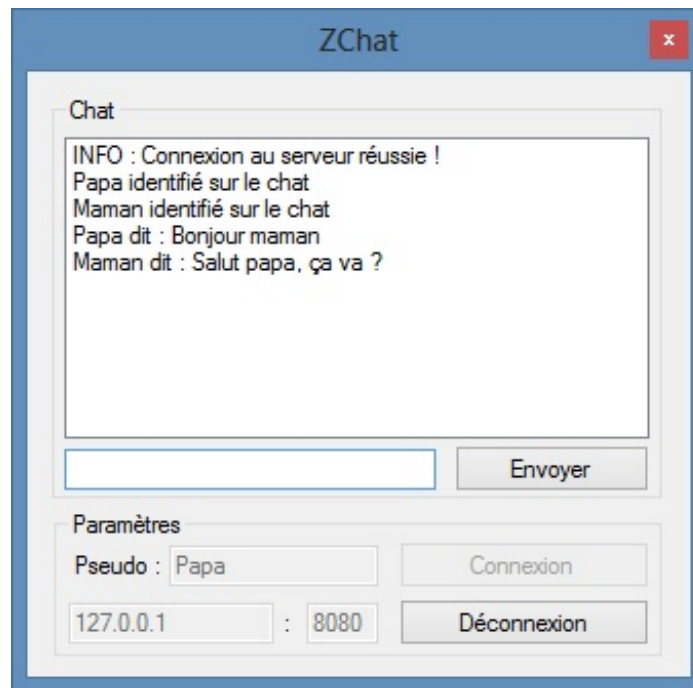 ZChat
x
Chat
INFO : Connexion au serveur réussie !
Papa identifié sur le chat
Maman identifié sur le chat
Papa dit : Bonjour maman
Maman dit : Salut papa, ça va ?
Envoyer
Paramètres
Pseudo : Papa Connexion
127.0.0.1 : 8080 Déconnexion